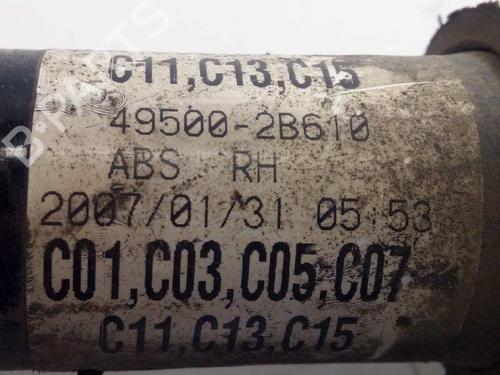 C11,C13,C15
49500-2B610
ABS RH
2007/01/31 05 53
C01,C03,C05,C07
C11,C13,C15